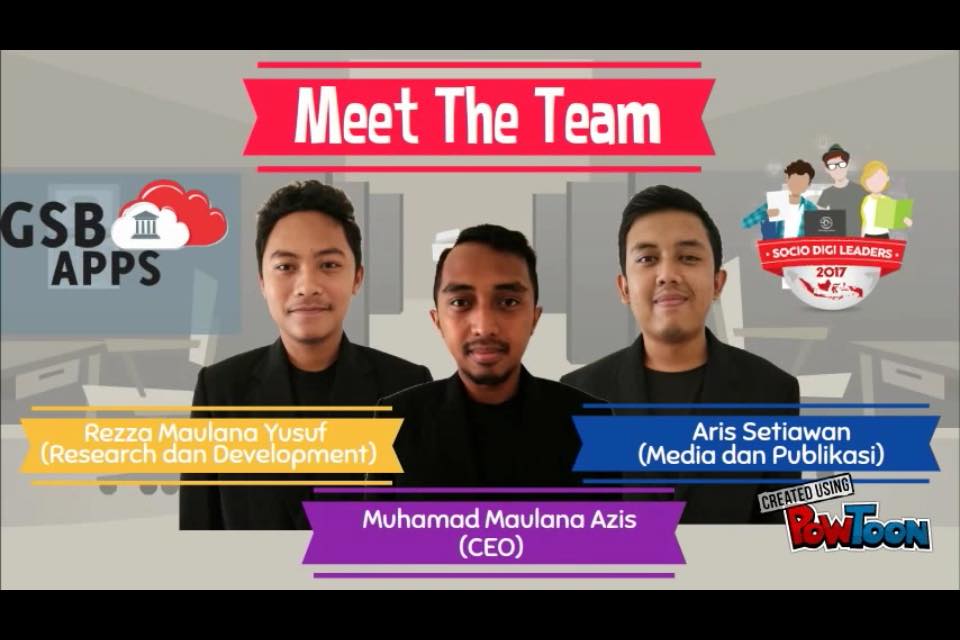 Meet The Team
GSB
APPS
SOCIO DIGI LEADERS
2017
Rezza Maulana Yusuf
(Research dan Development)
Aris Setiawan
(Media dan Publikasi)
Muhamad Maulana Azis
(CEO)
CREATED USING
POWTOON